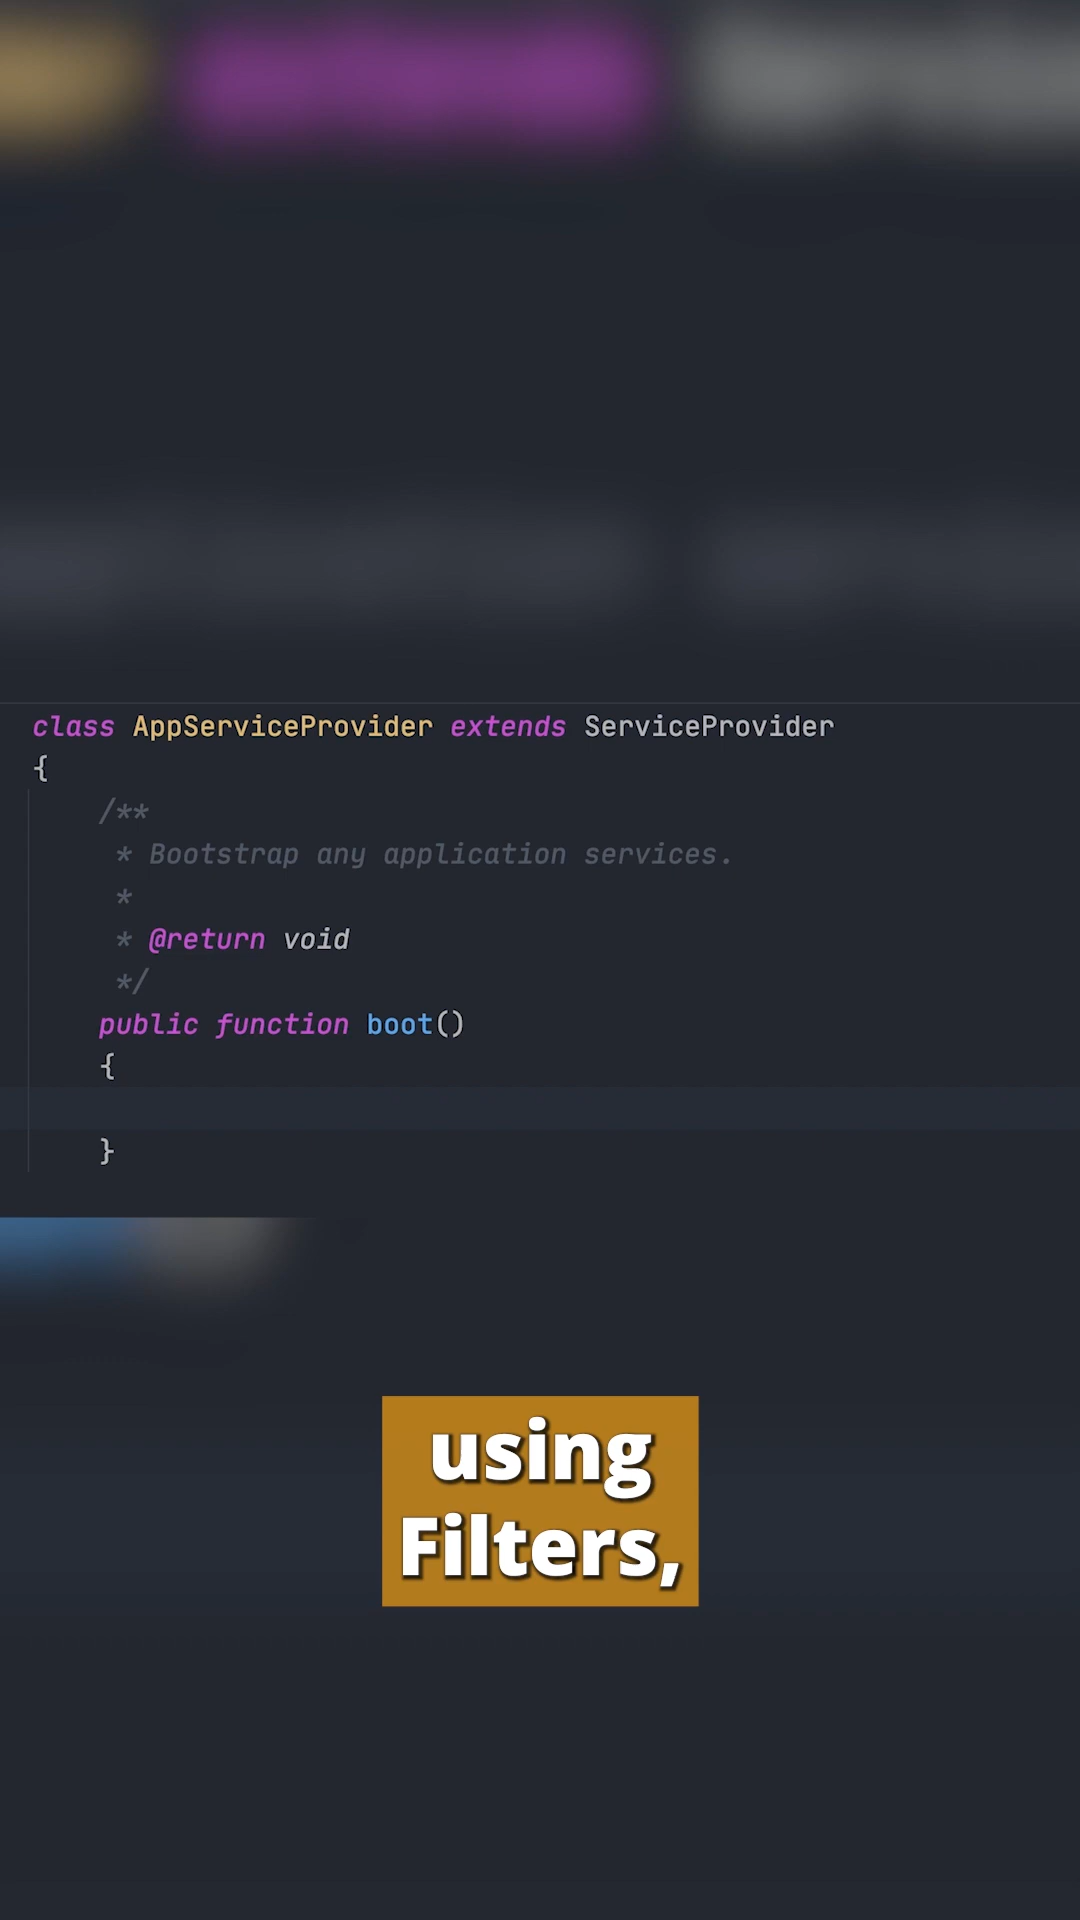 class AppServiceProvider extends ServiceProvider
{
    /**
     * Bootstrap any application services.
     *
     * @return void
     */
    public function boot()
    {
    }
using
Filters,